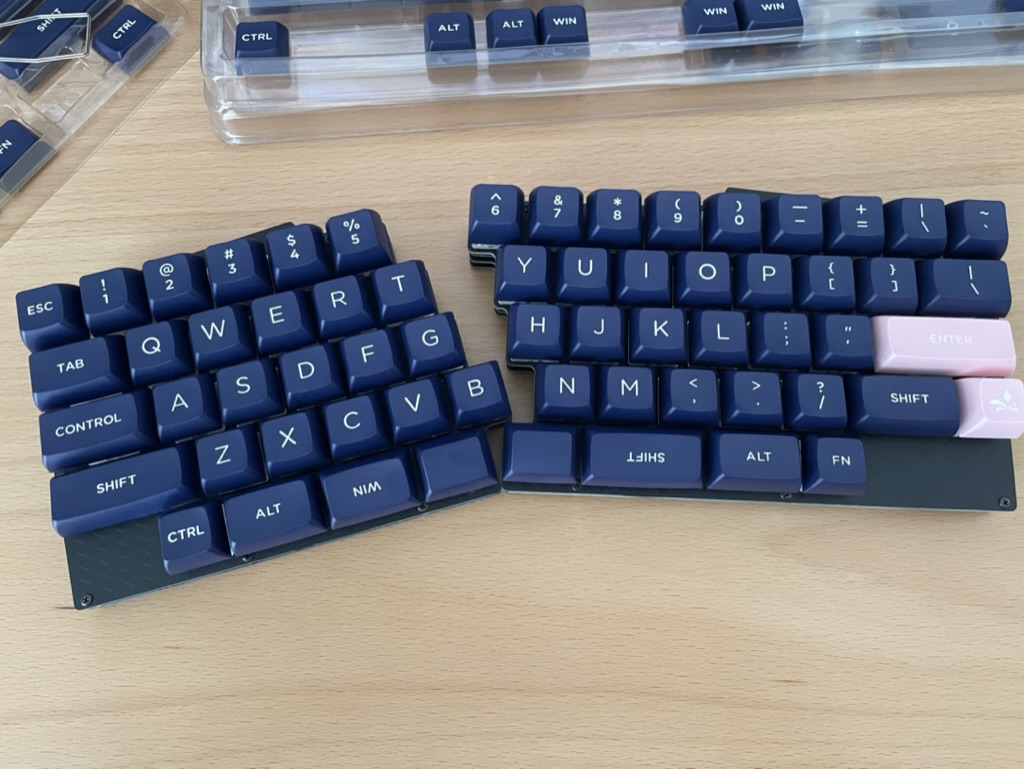 SHIFT
CTRL
FN
CTRL
ALT
ALT
WIN
WIN
WIN
ESC
! 1
@ 2
# 3
$ 4
% 5
TAB
Q
W
E
R
T
CONTROL
A
S
D
F
G
SHIFT
Z
X
C
V
B
CTRL
ALT
WIN
^ 6
& 7
* 8
( 9
) 0
— –
+ =
| \
~ `
Y
U
I
O
P
{ [
} ]
| \
H
J
K
L
: ;
" '
ENTER
N
M
< ,
> .
? /
SHIFT
SHIFT
ALT
FN